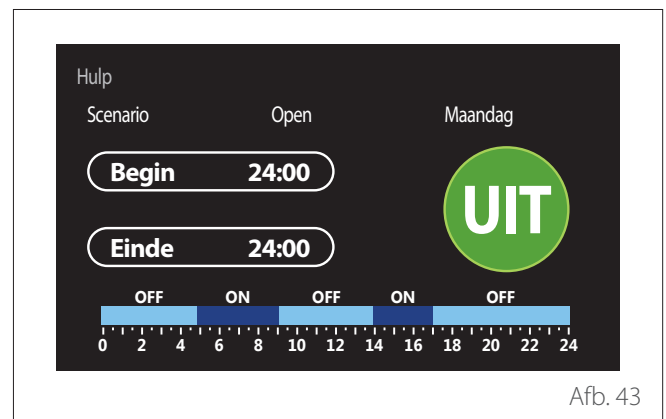 Hulp
Scenario Open Maandag
Begin 24:00
UIT
Einde 24:00
OFF ON OFF ON OFF
0 2 4 6 8 10 12 14 16 18 20 22 24
Afb. 43